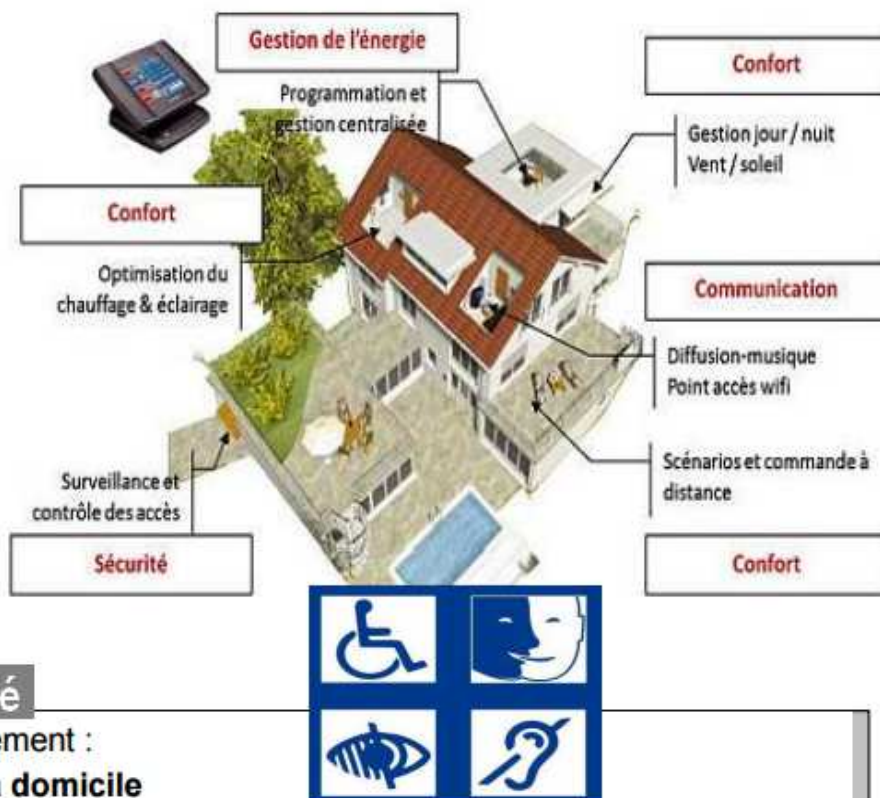 Gestion de l'énergie
Programmation et
gestion centralisée
Confort
Gestion jour / nuit
Vent / soleil
Confort
Optimisation du
chauffage & éclairage
Communication
Diffusion-musique
Point accès wifi
Scénarios et commande à
distance
Confort
Surveillance et
contrôle des accès
Sécurité
é
ement :
domicile